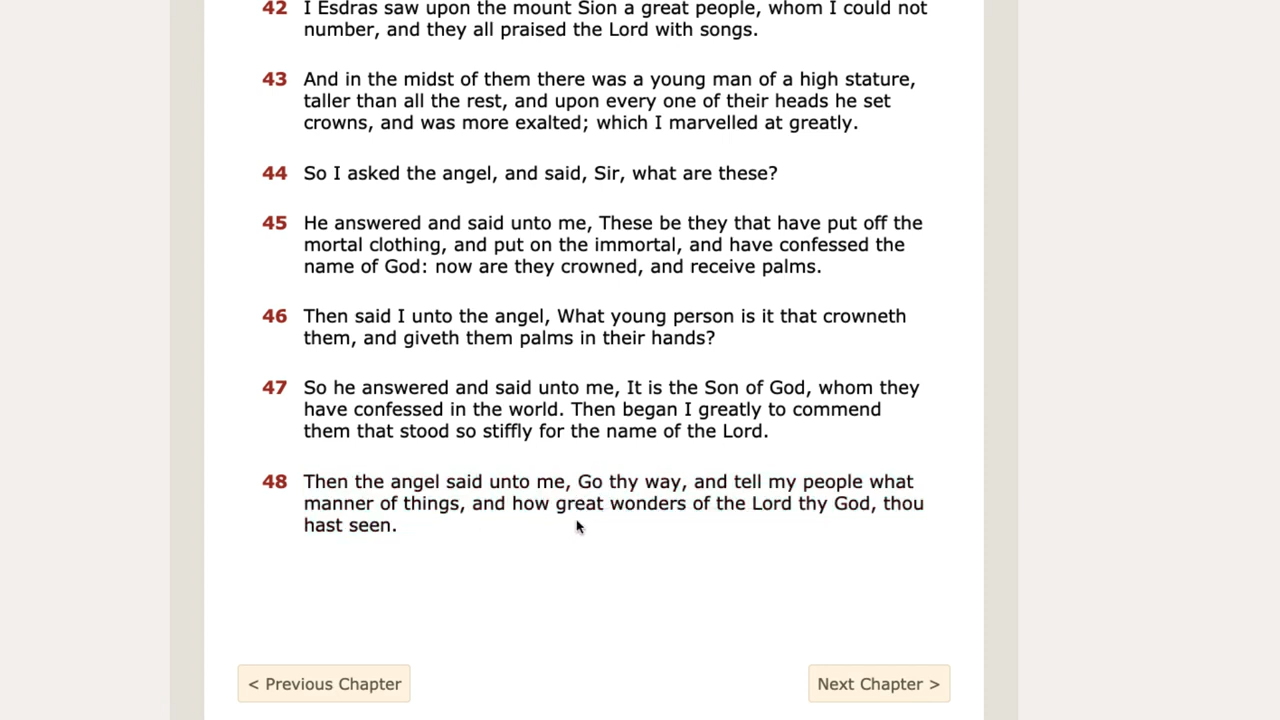 42 I Esdras saw upon the mount Sion a great people, whom I could not
number, and they all praised the Lord with songs.
43 And in the midst of them there was a young man of a high stature,
taller than all the rest, and upon every one of their heads he set
crowns, and was more exalted; which I marvelled at greatly.
44 So I asked the angel, and said, Sir, what are these?
45 He answered and said unto me, These be they that have put off the
mortal clothing, and put on the immortal, and have confessed the
name of God: now are they crowned, and receive palms.
46 Then said I unto the angel, What young person is it that crowneth
them, and giveth them palms in their hands?
47 So he answered and said unto me, It is the Son of God, whom they
have confessed in the world. Then began I greatly to commend
them that stood so stiffly for the name of the Lord.
48 Then the angel said unto me, Go thy way, and tell my people what
manner of things, and how great wonders of the Lord thy God, thou
hast seen.
< Previous Chapter
Next Chapter >